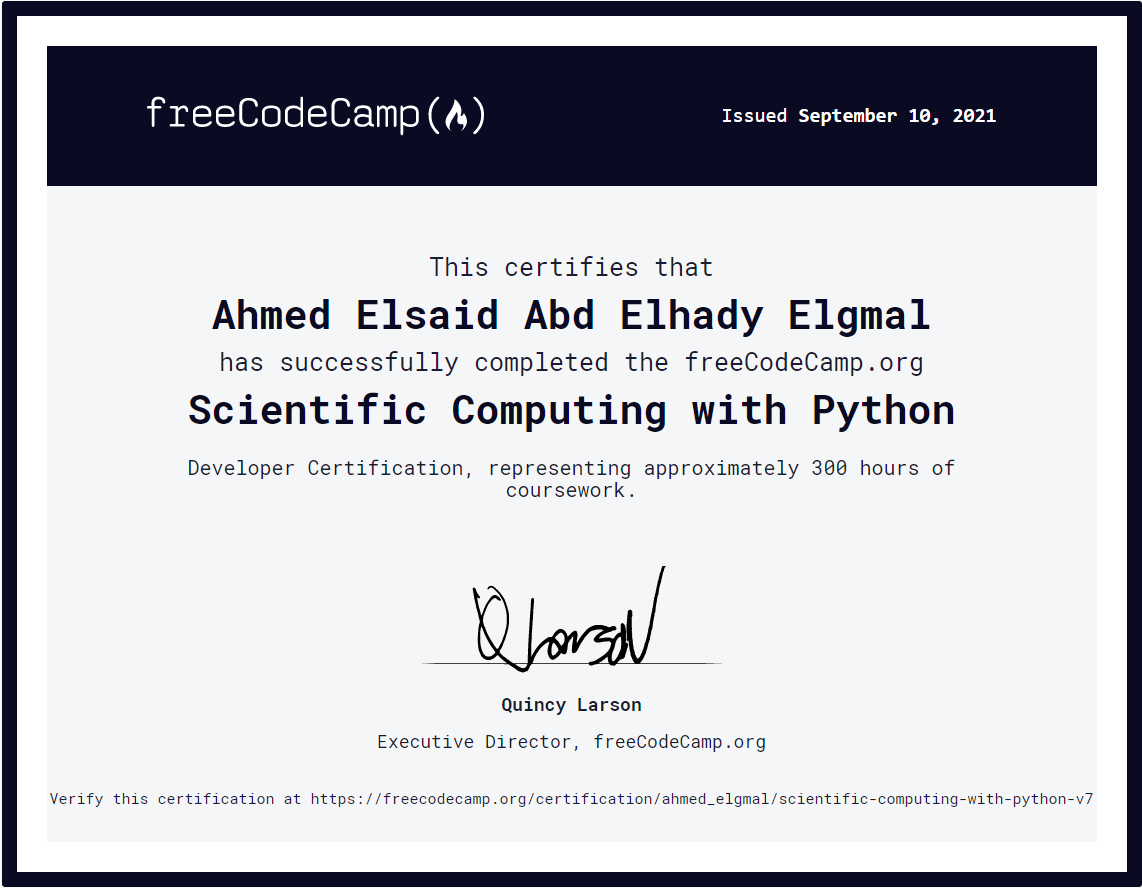 freeCodeCamp(🔥)
Issued September 10, 2021
This certifies that
Ahmed Elsaid Abd Elhady Elgmal
has successfully completed the freeCodeCamp.org
Scientific Computing with Python
Developer Certification, representing approximately 300 hours of
coursework.
Q Larson
Quincy Larson
Executive Director, freeCodeCamp.org
Verify this certification at https://freecodecamp.org/certification/ahmed_elgmal/scientific-computing-with-python-v7